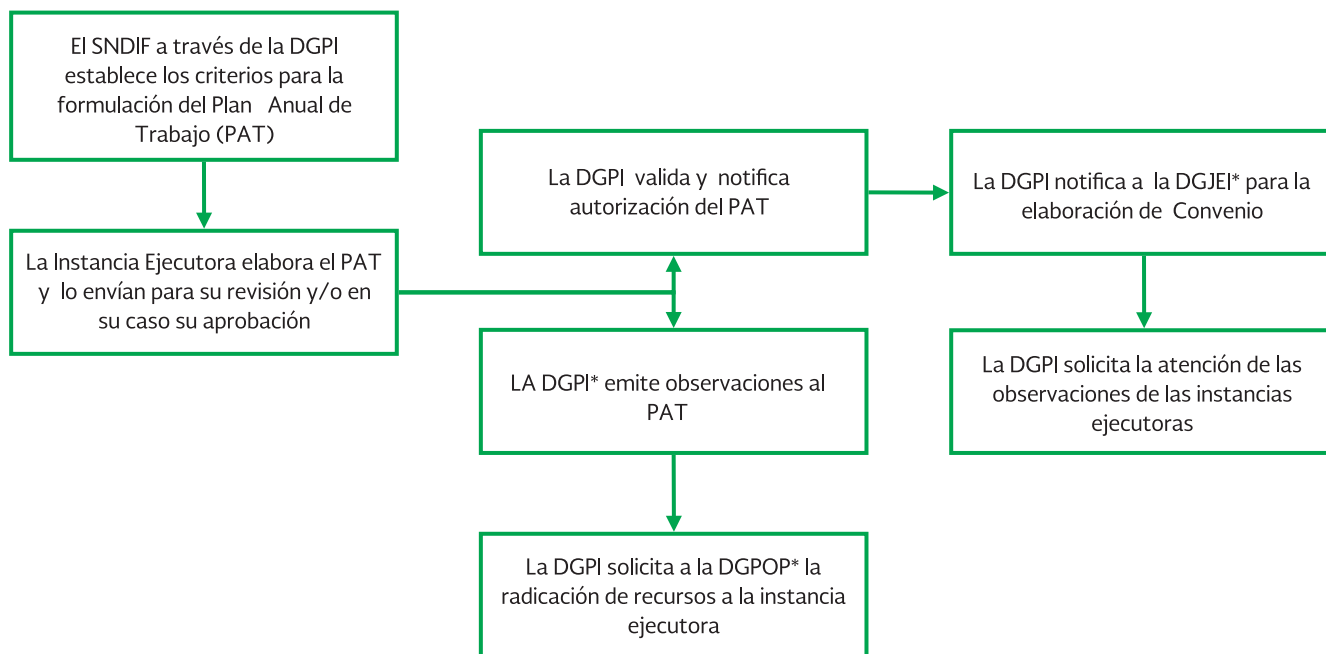 El SNDIF a través de la DGPI
establece los criterios para la
formulación del Plan Anual de
Trabajo (PAT)
La Instancia Ejecutora elabora el PAT
y lo envían para su revisión y/o en
su caso su aprobación
La DGPI valida y notifica
autorización del PAT
LA DGPI* emite observaciones al
PAT
La DGPI solicita a la DGPOP* la
radicación de recursos a la instancia
ejecutora
La DGPI notifica a la DGJEI* para la
elaboración de Convenio
La DGPI solicita la atención de las
observaciones de las instancias
ejecutoras